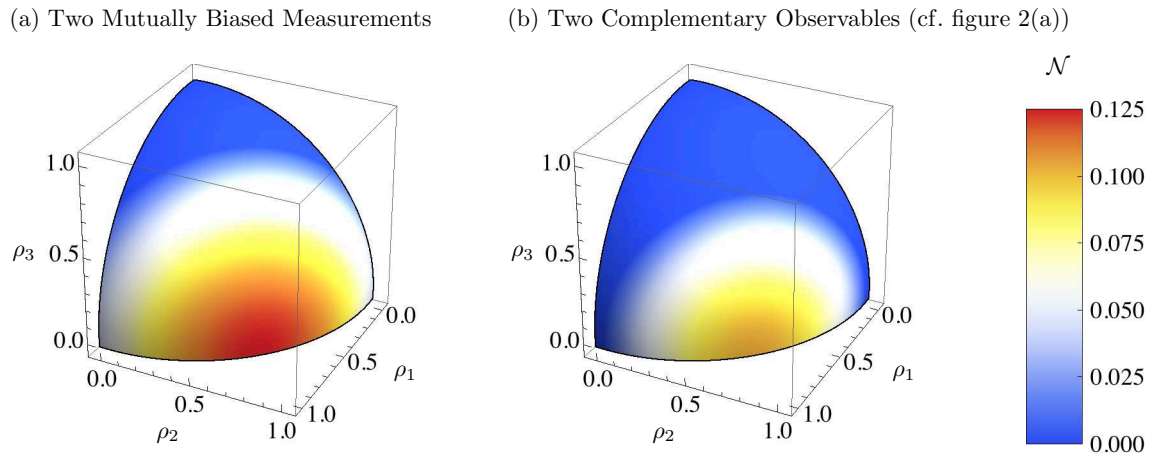 (a) Two Mutually Biased Measurements
(b) Two Complementary Observables (cf. figure 2(a))
1.0
ρ3 0.5
0.0
0.0
0.5
ρ2
1.0
1.0
0.5
ρ1
0.0
1.0
ρ3 0.5
0.0
0.0
0.5
ρ2
1.0
1.0
0.5
ρ1
0.0
𝒩
0.125
0.100
0.075
0.050
0.025
0.000